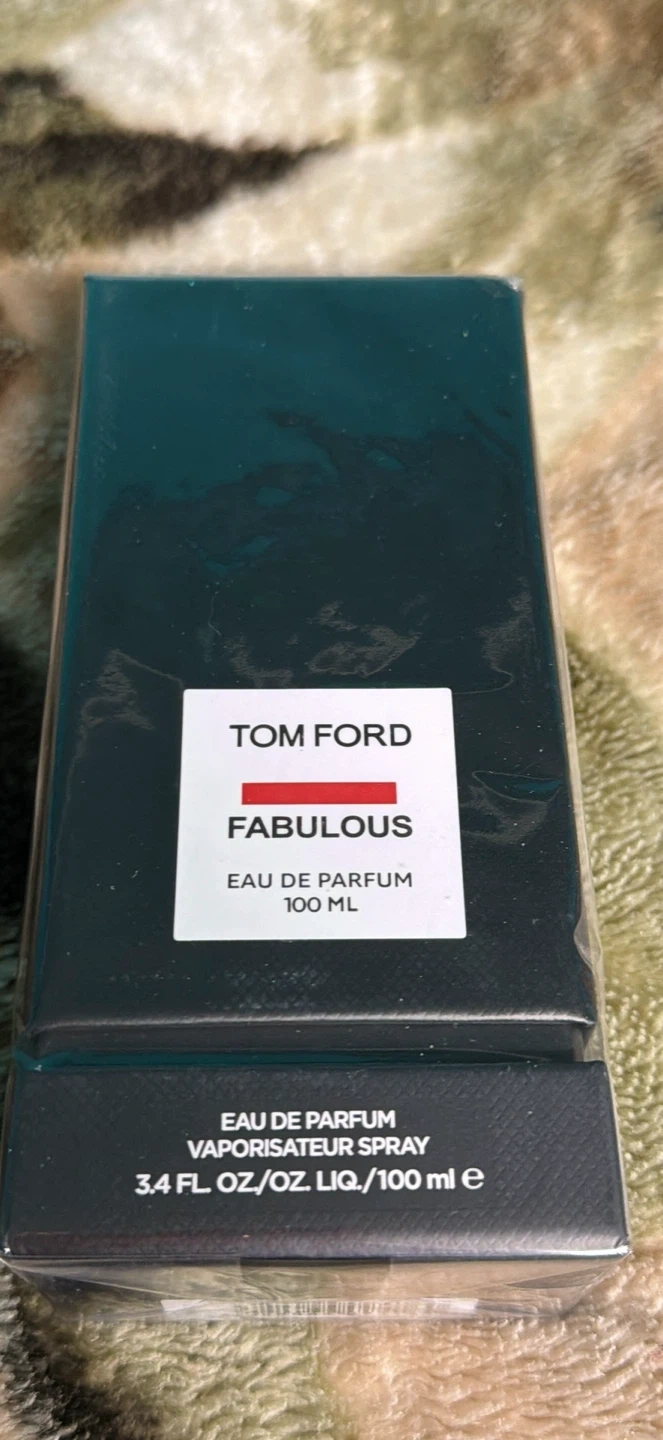 TOM FORD
FABULOUS
EAU DE PARFUM
100 ML
EAU DE PARFUM
VAPORISATEUR SPRAY
3.4 FL. OZ./OZ. LIQ./100 ml ℮